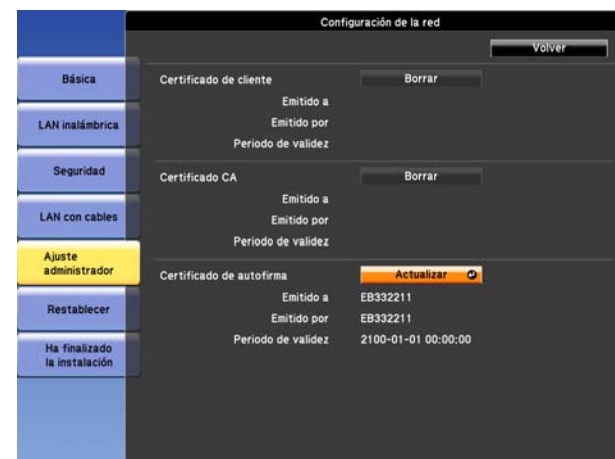 Configuración de la red
Volver
Básica
LAN inalámbrica
Seguridad
LAN con cables
Ajuste
administrador
Restablecer
Ha finalizado
la instalación
Certificado de cliente Borrar
Emitido a
Emitido por
Periodo de validez
Certificado CA Borrar
Emitido a
Emitido por
Periodo de validez
Certificado de autofirma Actualizar
Emitido a EB332211
Emitido por EB332211
Periodo de validez 2100-01-01 00:00:00